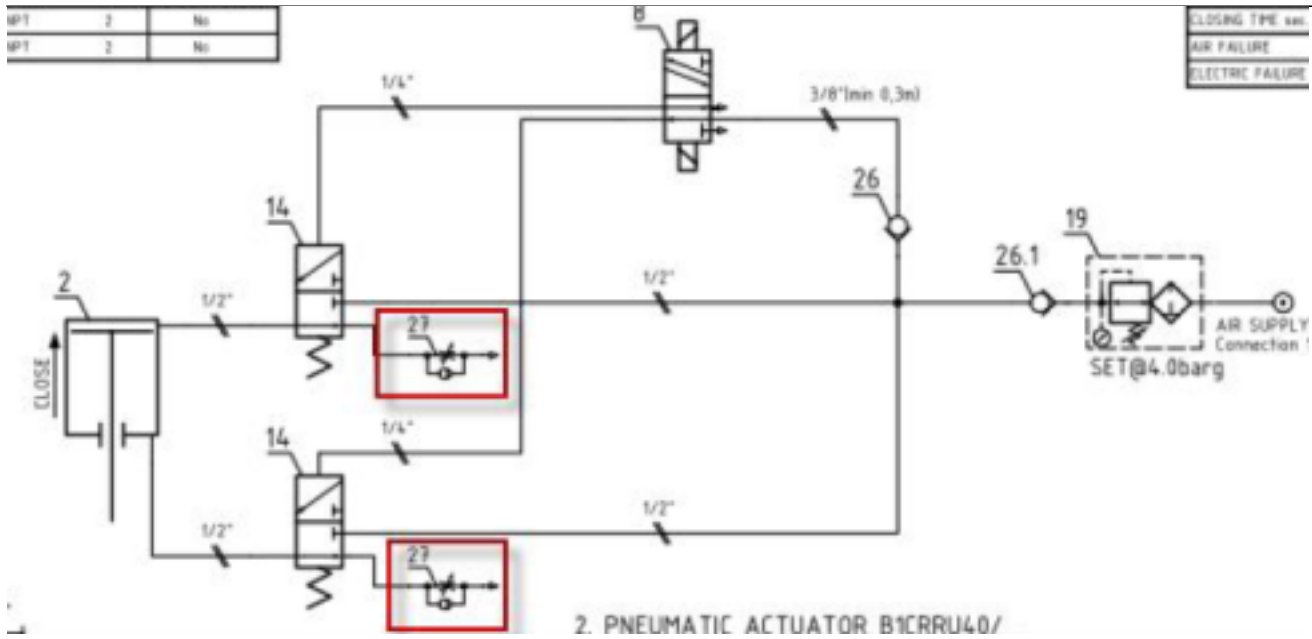 NPT 2 No
NPT 2 No
8
CLOSING TIME sec.
AIR FAILURE
ELECTRIC FAILURE
1/4"
3/8"(min 0,3m)
26
14
19
26.1
2
1/2"
1/2"
27
AIR SUPPLY
Connection
CLOSE
SET@4.0barg
1/4"
14
1/2"
1/2"
27
2. PNEUMATIC ACTUATOR B1CRRU40/